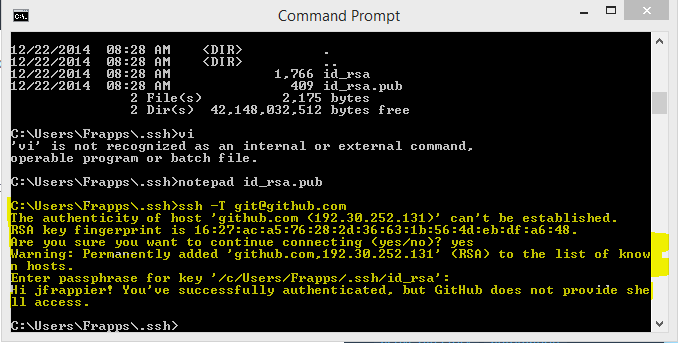 Command Prompt
12/22/2014  08:28 AM    <DIR>          .
12/22/2014  08:28 AM    <DIR>          ..
12/22/2014  08:28 AM             1,766 id_rsa
12/22/2014  08:28 AM               409 id_rsa.pub
               2 File(s)          2,175 bytes
               2 Dir(s)  42,148,032,512 bytes free
C:\Users\Frapps\.ssh>vi
'vi' is not recognized as an internal or external command,
operable program or batch file.
C:\Users\Frapps\.ssh>notepad id_rsa.pub
C:\Users\Frapps\.ssh>ssh -T git@github.com
The authenticity of host 'github.com (192.30.252.131)' can't be established.
RSA key fingerprint is 16:27:ac:a5:76:28:2d:36:63:1b:56:4d:eb:df:a6:48.
Are you sure you want to continue connecting (yes/no)? yes
Warning: Permanently added 'github.com,192.30.252.131' (RSA) to the list of know
n hosts.
Enter passphrase for key '/c/Users/Frapps/.ssh/id_rsa':
Hi jfrappier! You've successfully authenticated, but GitHub does not provide she
ll access.
C:\Users\Frapps\.ssh>